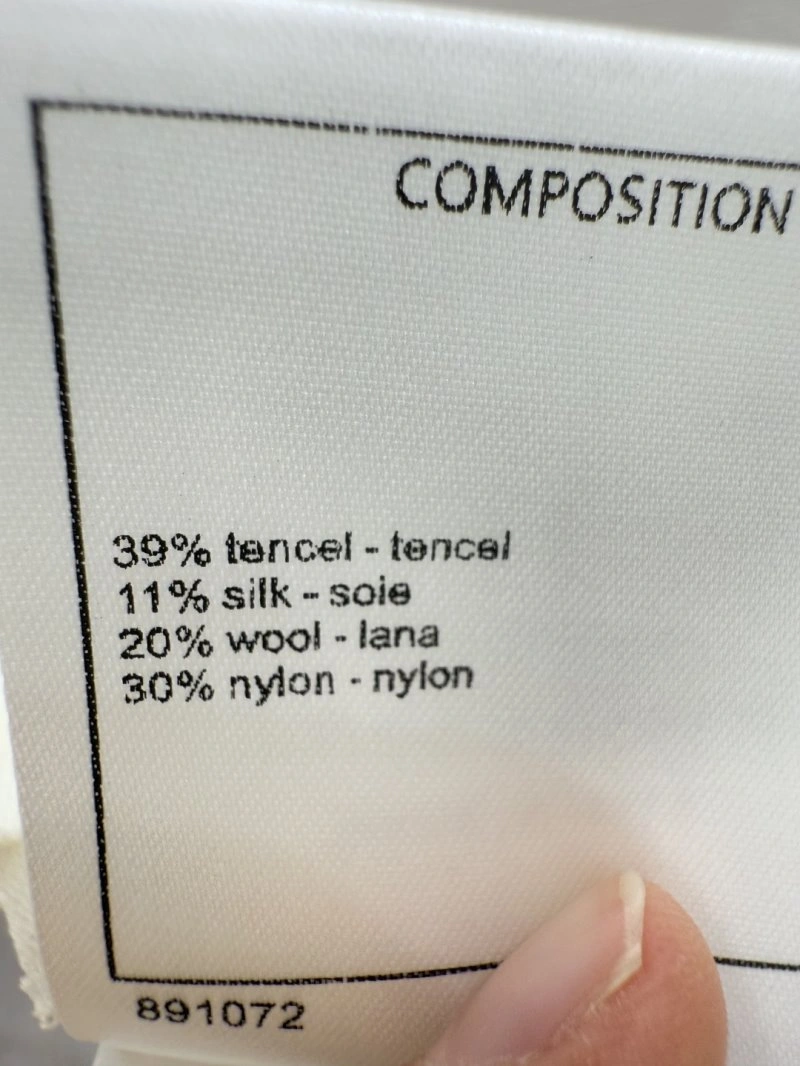 COMPOSITION
39% tencel - tencel
11% silk - soie
20% wool - lana
30% nylon - nylon
891072